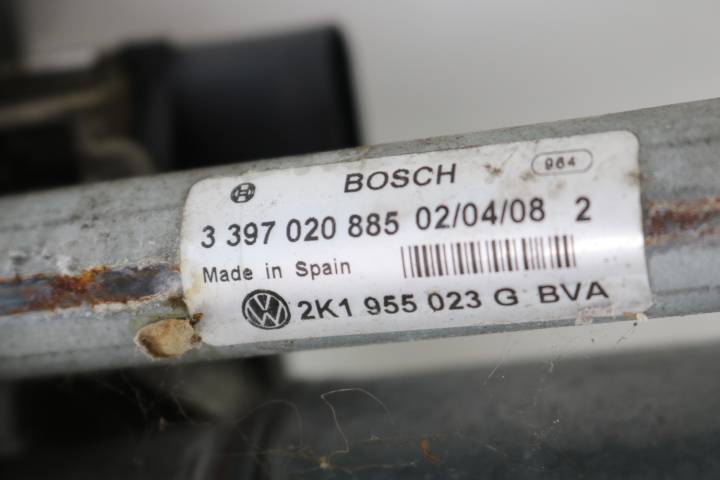 BOSCH 964
3 397 020 885 02/04/08 2
Made in Spain
2K1 955 023 G BVA